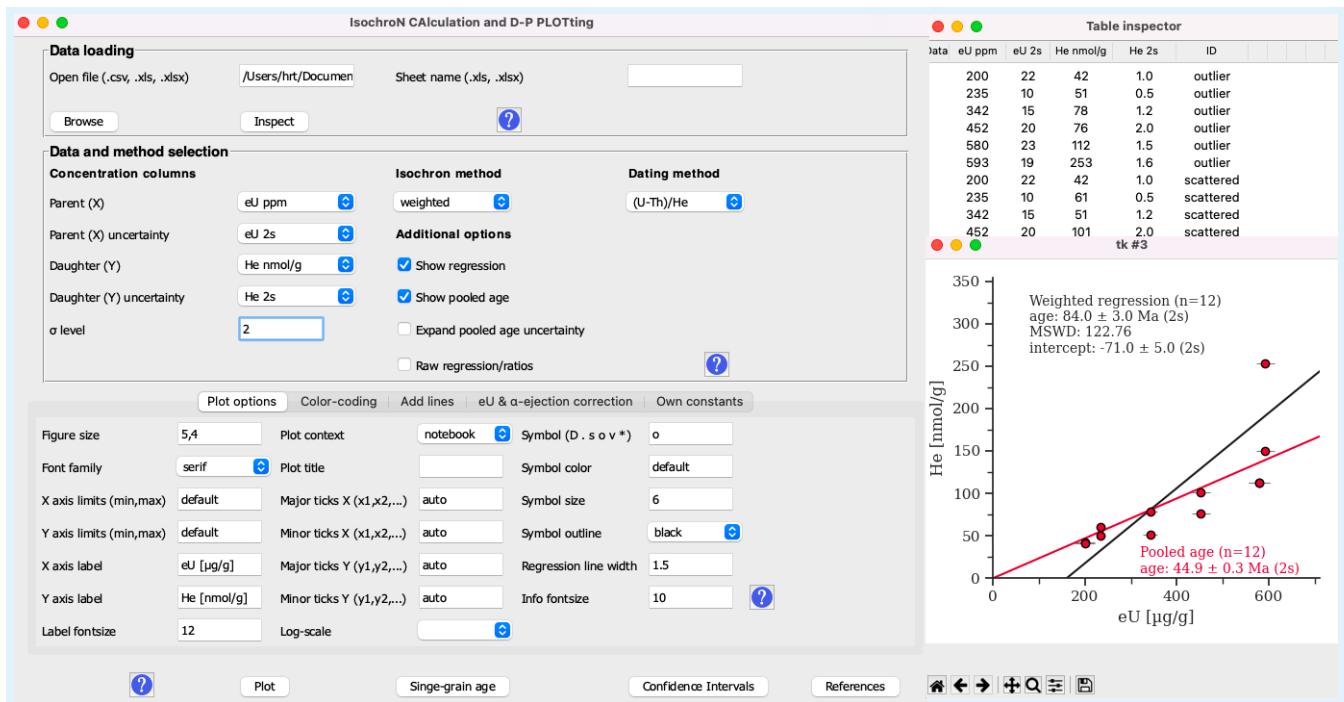 IsochroN CAlculation and D-P PLOTting
Data loading
Open file (.csv, .xls, .xlsx) /Users/hrt/Documen Sheet name (.xls, .xlsx)
Browse Inspect ?
Data and method selection
Concentration columns Isochron method Dating method
Parent (X) eU ppm weighted (U-Th)/He
Parent (X) uncertainty eU 2s Additional options
Daughter (Y) He nmol/g Show regression
Daughter (Y) uncertainty He 2s Show pooled age
σ level 2 Expand pooled age uncertainty
Raw regression/ratios ?
Plot options Color-coding Add lines eU & α-ejection correction Own constants
Figure size 5,4 Plot context notebook Symbol (D . s o v *) o
Font family serif Plot title Symbol color default
X axis limits (min,max) default Major ticks X (x1,x2,...) auto Symbol size 6
Y axis limits (min,max) default Minor ticks X (x1,x2,...) auto Symbol outline black
X axis label eU [µg/g] Major ticks Y (y1,y2,...) auto Regression line width 1.5
Y axis label He [nmol/g] Minor ticks Y (y1,y2,...) auto Info fontsize 10 ?
Label fontsize 12 Log-scale
? Plot Singe-grain age Confidence Intervals References
Table inspector
eU ppm eU 2s He nmol/g He 2s ID
200 22 42 1.0 outlier
235 10 51 0.5 outlier
342 15 78 1.2 outlier
452 20 76 2.0 outlier
580 23 112 1.5 outlier
593 19 253 1.6 outlier
200 22 42 1.0 scattered
235 10 61 0.5 scattered
342 15 51 1.2 scattered
452 20 101 2.0 scattered
tk #3
Weighted regression (n=12)
age: 84.0 ± 3.0 Ma (2s)
MSWD: 122.76
intercept: -71.0 ± 5.0 (2s)
350
300
250
200
150
100
50
0
He [nmol/g]
Pooled age (n=12)
age: 44.9 ± 0.3 Ma (2s)
0 200 400 600
eU [µg/g]